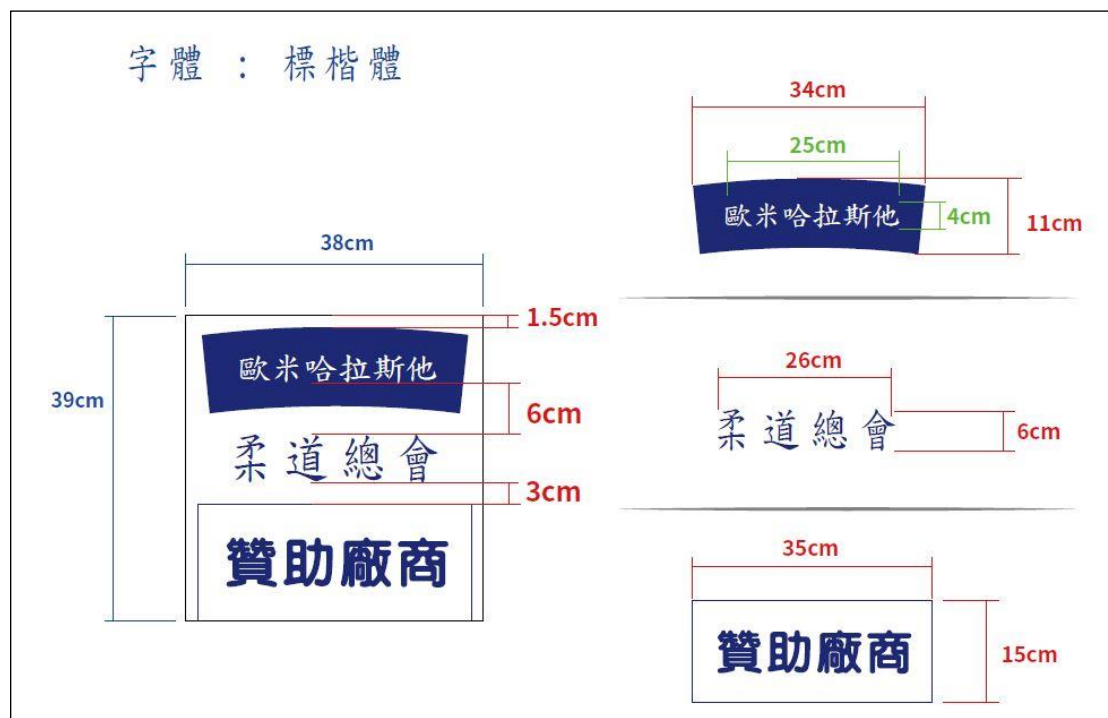 字體 : 標楷體
34cm
25cm
歐米哈拉斯他
4cm
11cm
38cm
1.5cm
歐米哈拉斯他
39cm
6cm
柔道總會
3cm
贊助廠商
26cm
柔道總會
6cm
35cm
贊助廠商
15cm